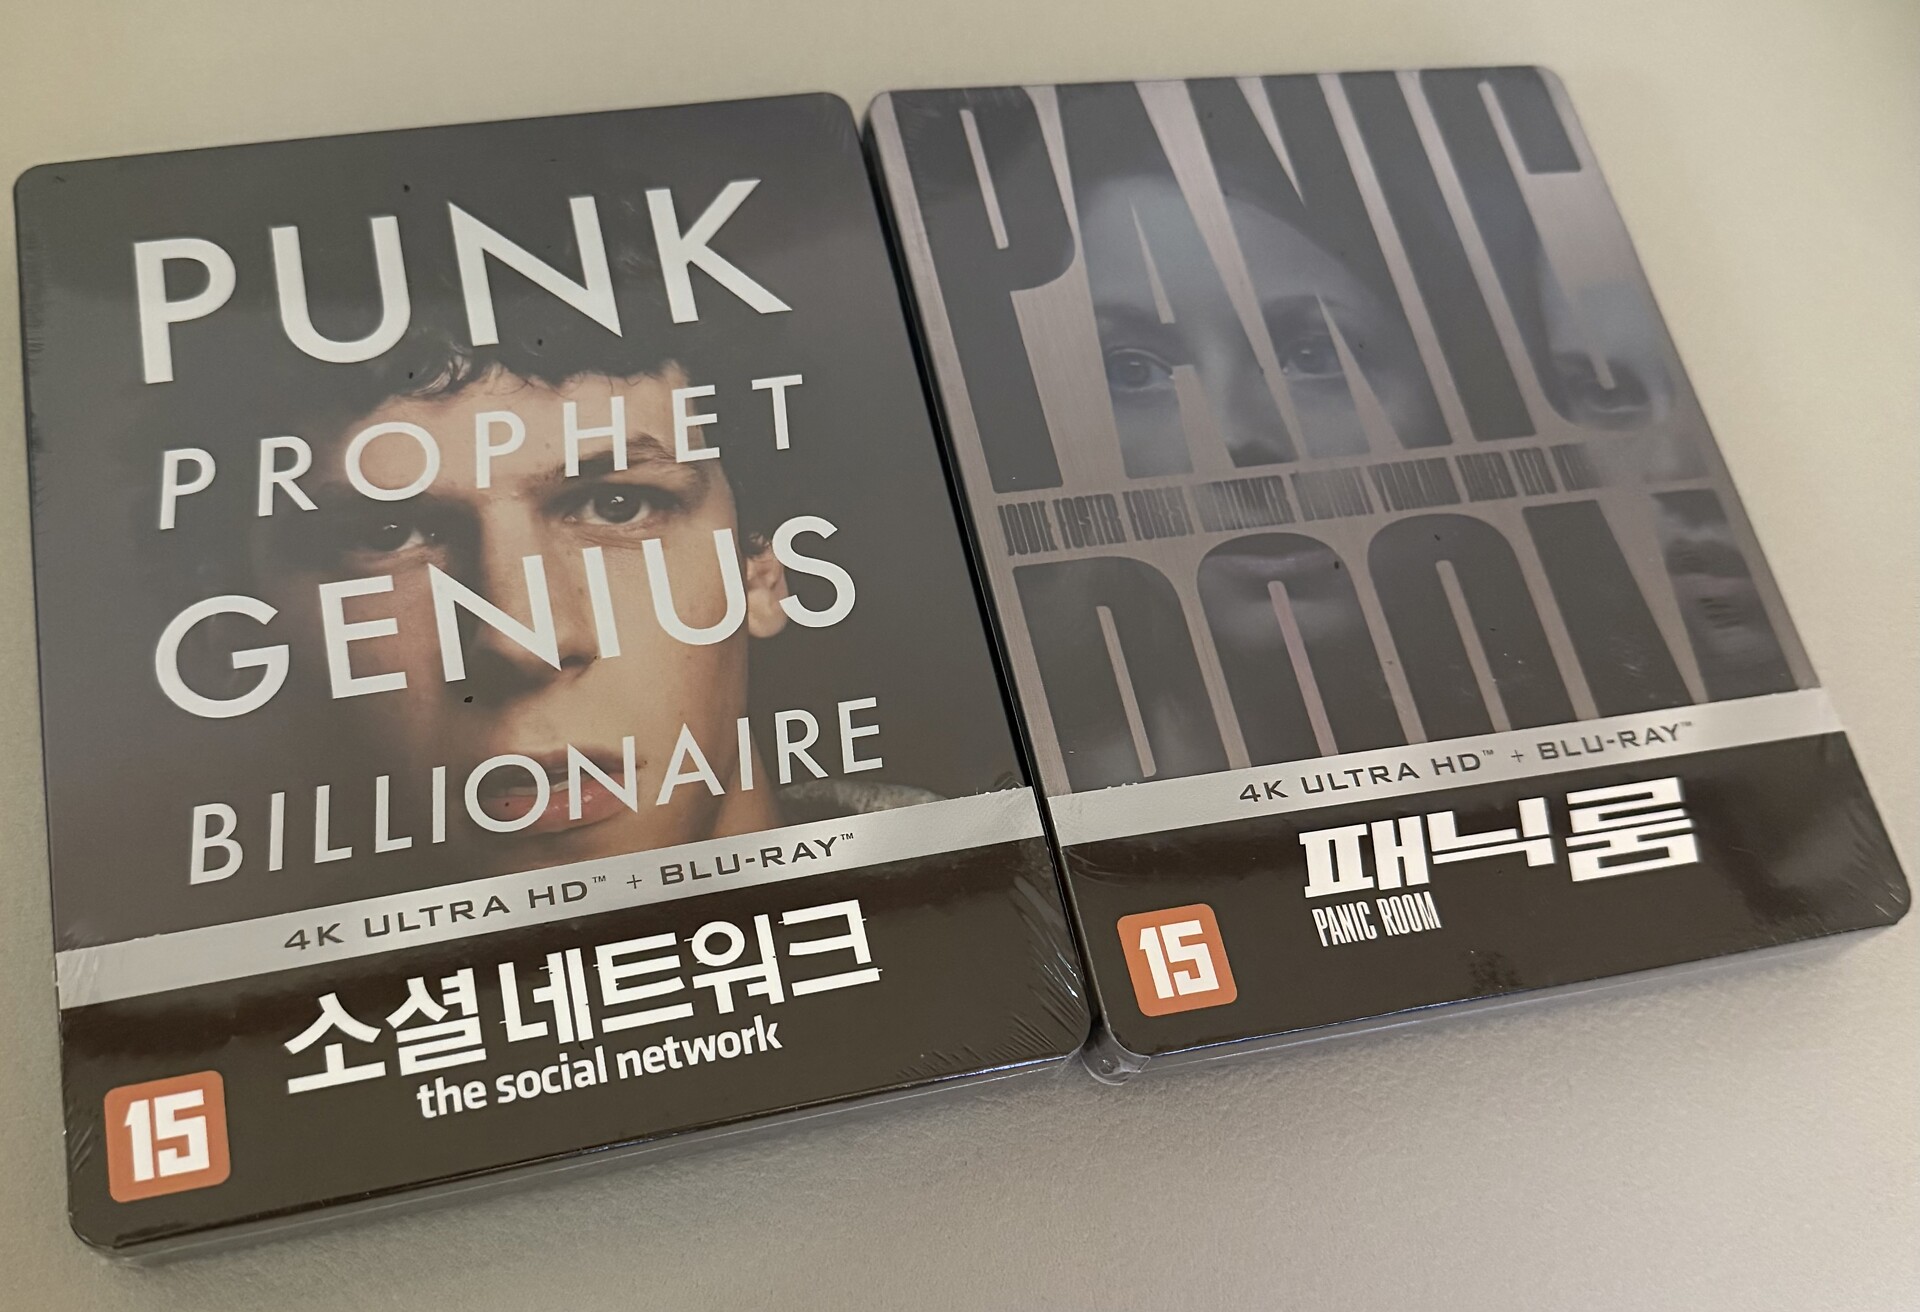 PUNK
PROPHET
GENIUS
BILLIONAIRE
4K ULTRA HD™ + BLU-RAY™
소셜 네트워크
the social network
15
PANIC
JODIE FOSTER FOREST WHITAKER DWIGHT YOAKAM JARED LETO
ROOM
4K ULTRA HD™ + BLU-RAY™
패닉 룸
PANIC ROOM
15